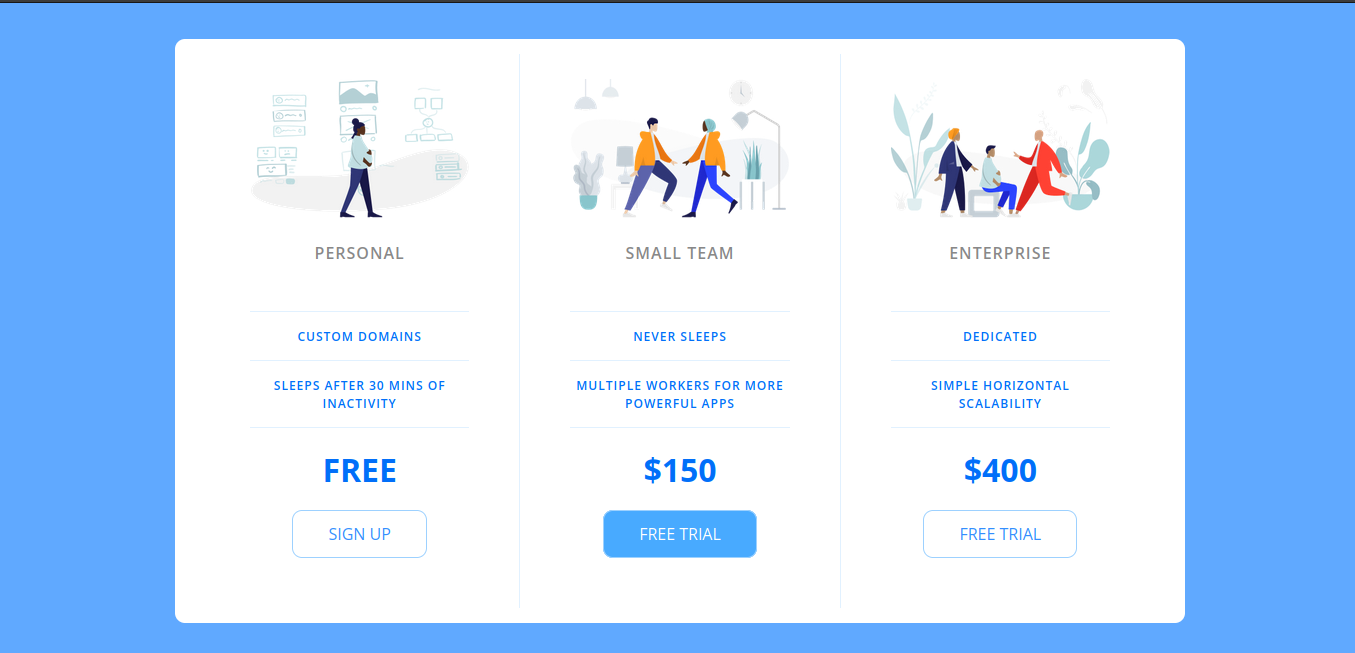 PERSONAL
CUSTOM DOMAINS
SLEEPS AFTER 30 MINS OF
INACTIVITY
FREE
SIGN UP
SMALL TEAM
NEVER SLEEPS
MULTIPLE WORKERS FOR MORE
POWERFUL APPS
$150
FREE TRIAL
ENTERPRISE
DEDICATED
SIMPLE HORIZONTAL
SCALABILITY
$400
FREE TRIAL